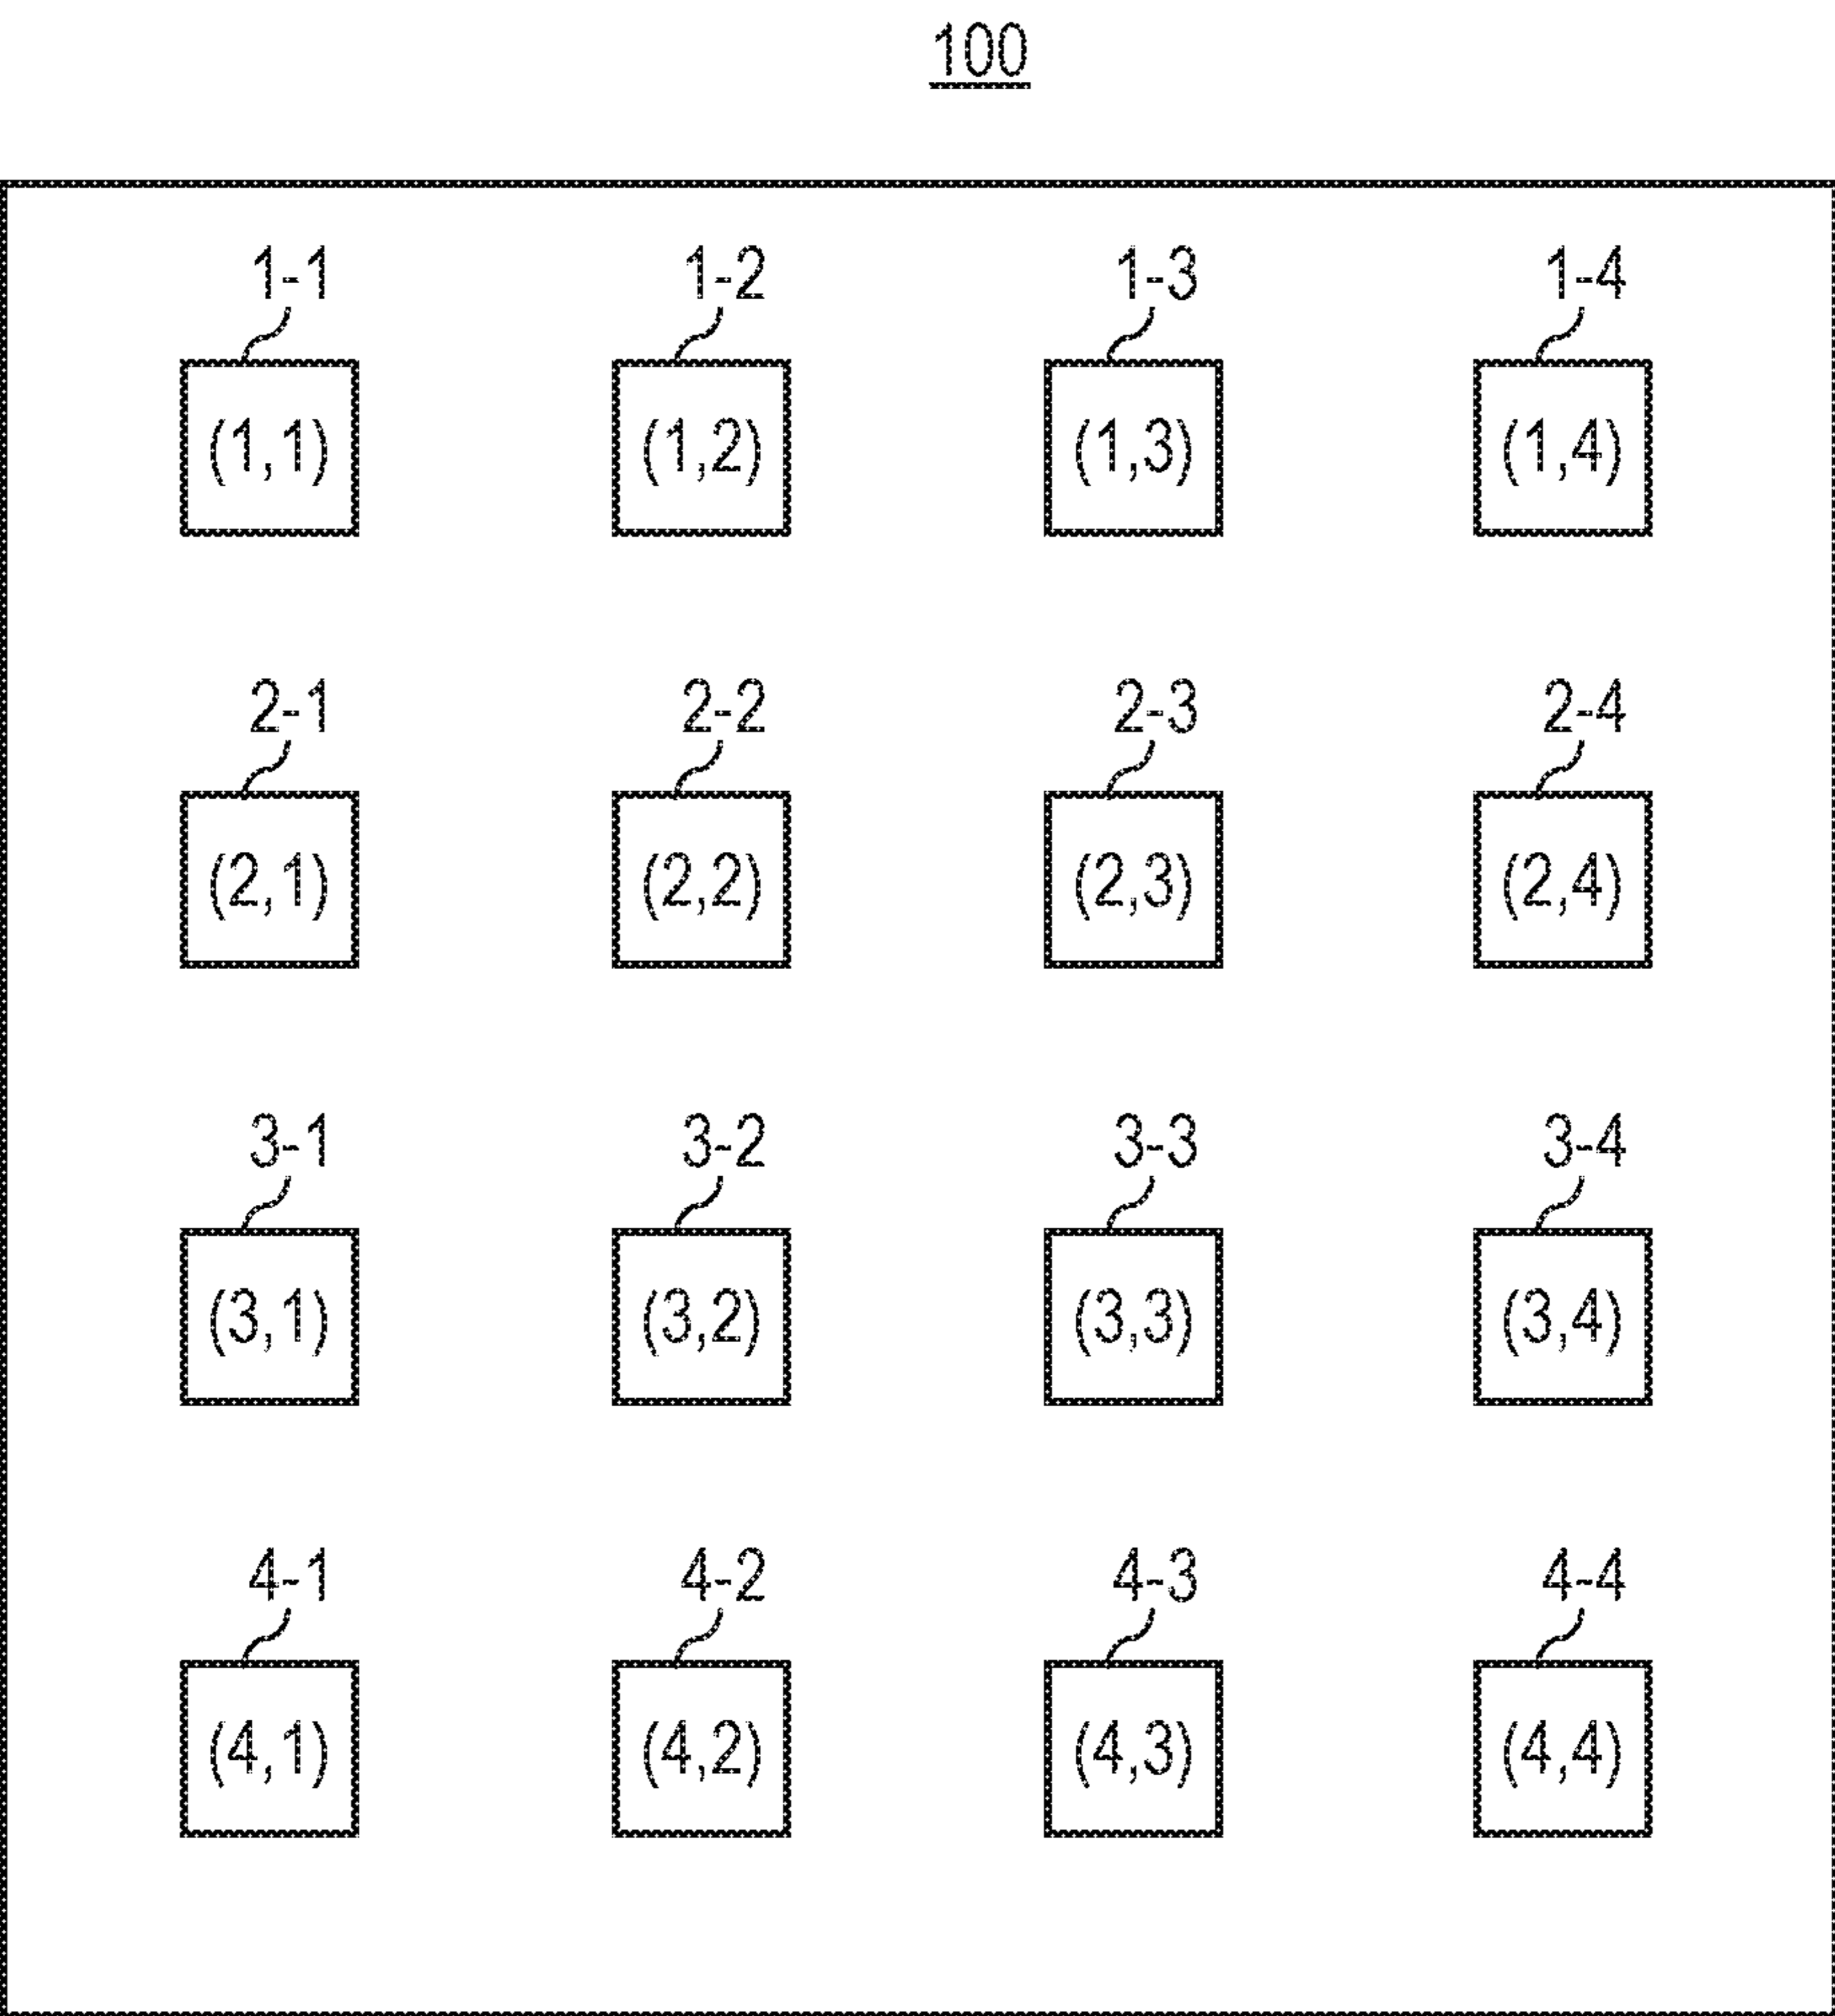 100
1-1 1-2 1-3 1-4
(1,1) (1,2) (1,3) (1,4)
2-1 2-2 2-3 2-4
(2,1) (2,2) (2,3) (2,4)
3-1 3-2 3-3 3-4
(3,1) (3,2) (3,3) (3,4)
4-1 4-2 4-3 4-4
(4,1) (4,2) (4,3) (4,4)